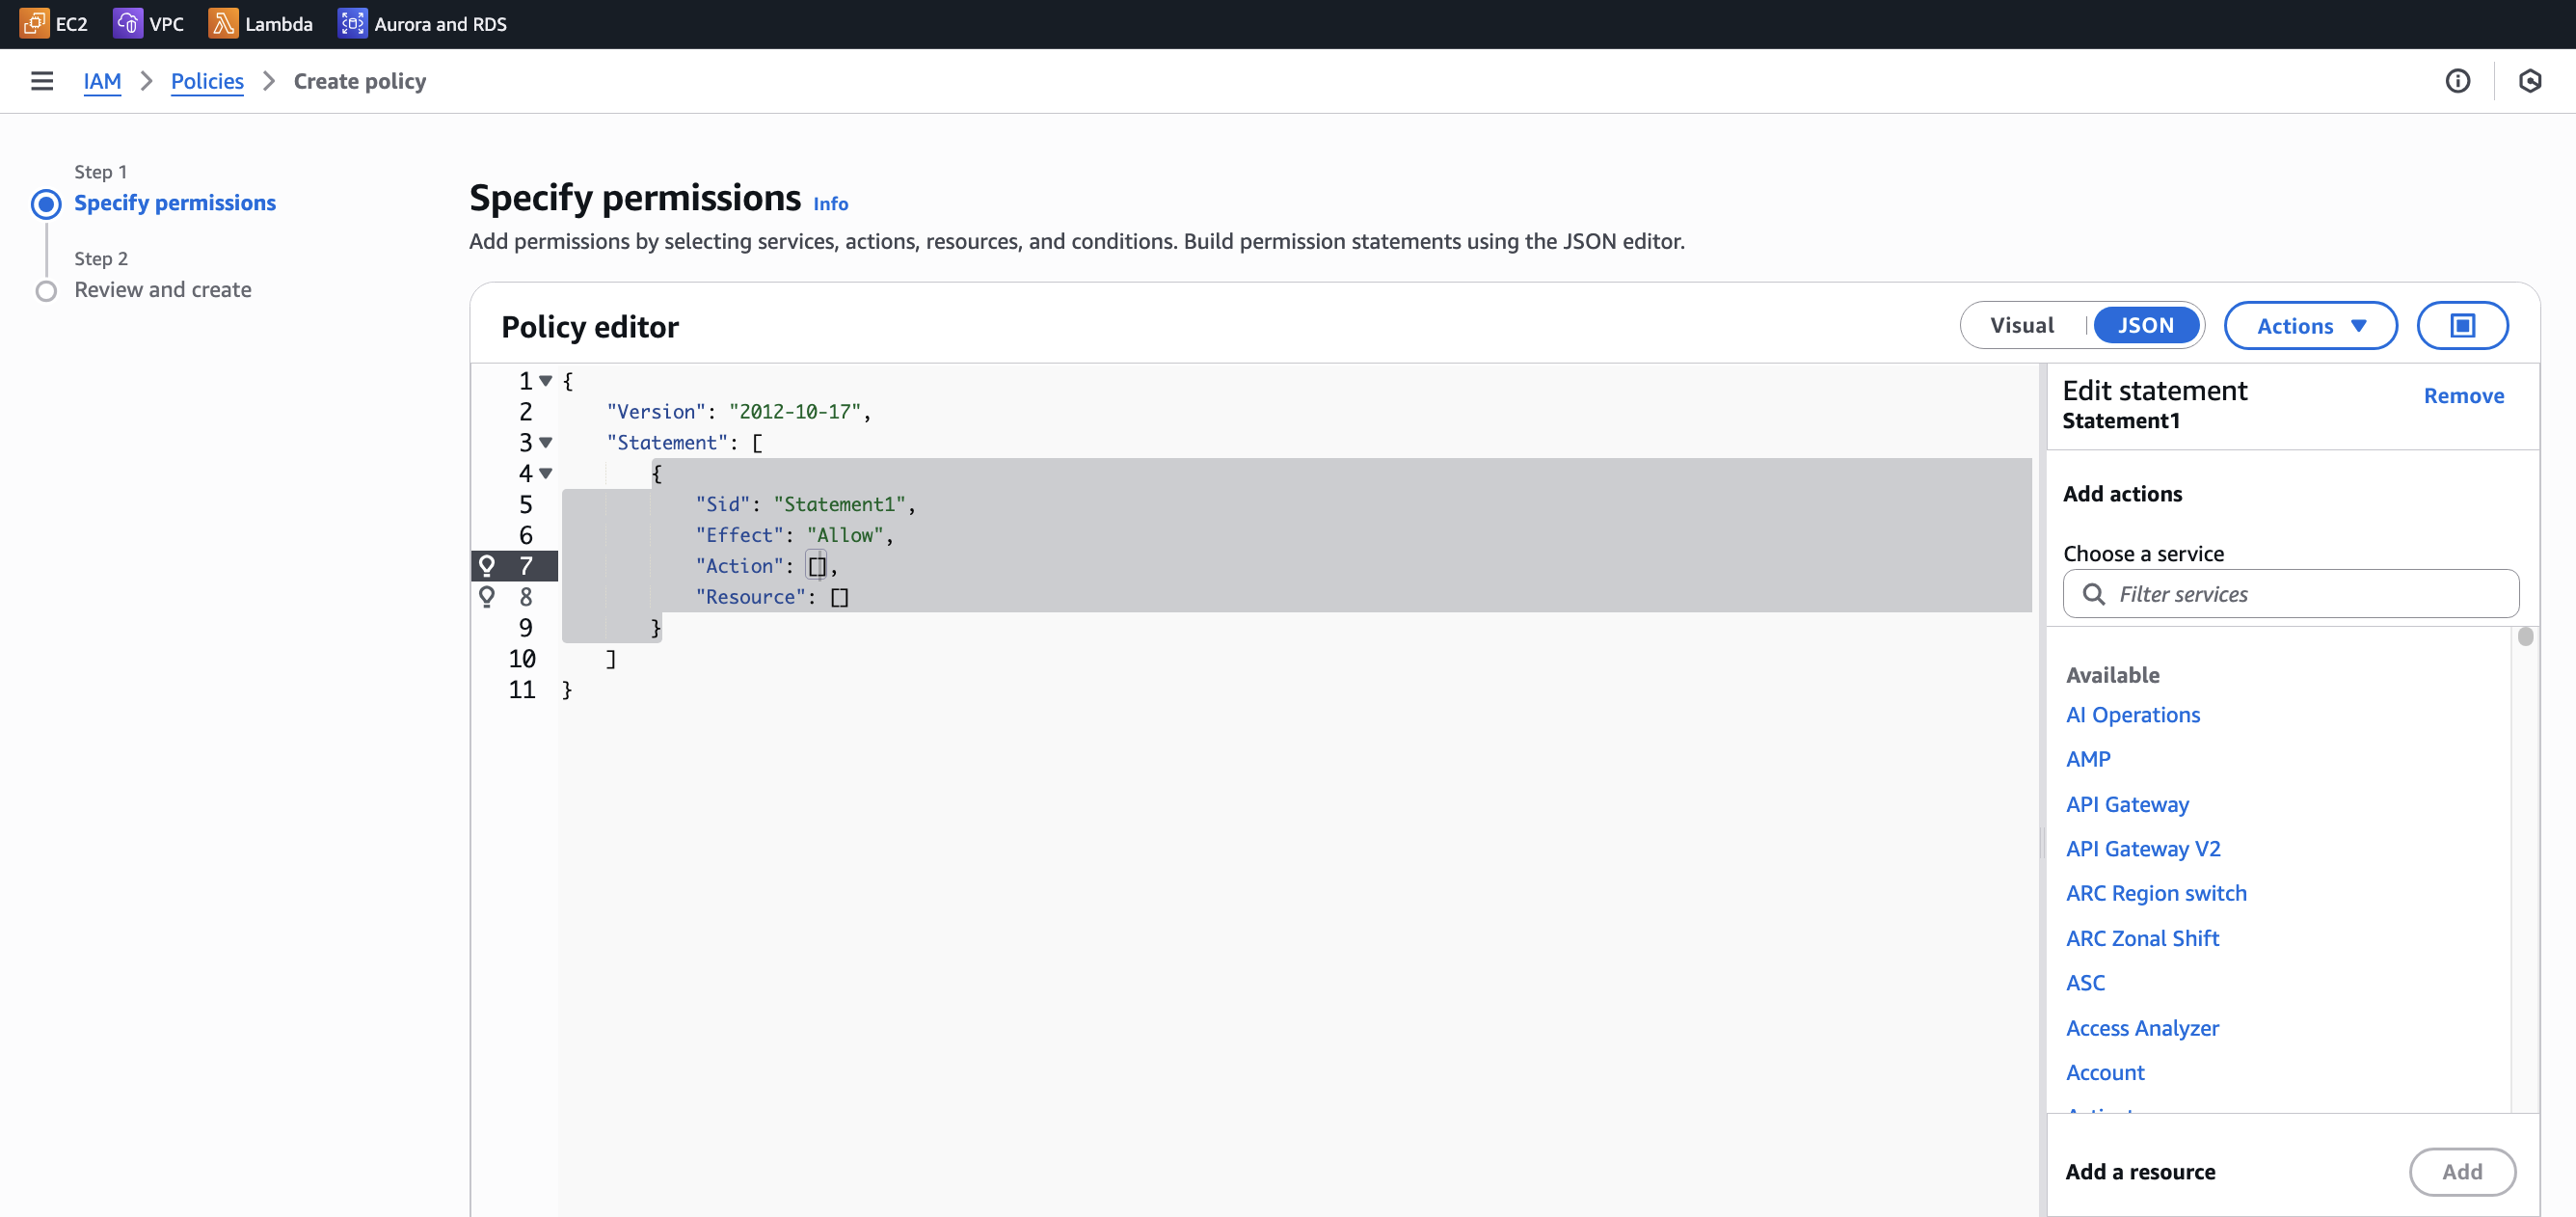 EC2 VPC Lambda Aurora and RDS
IAM Policies Create policy
Step 1
Specify permissions
Step 2
Review and create
Specify permissions Info
Add permissions by selecting services, actions, resources, and conditions. Build permission statements using the JSON editor.
Policy editor
Visual JSON Actions
1 {
2 "Version": "2012-10-17",
3 "Statement": [
4 {
5 "Sid": "Statement1",
6 "Effect": "Allow",
7 "Action": [],
8 "Resource": []
9 }
10 ]
11 }
Edit statement
Remove
Statement1
Add actions
Choose a service
Filter services
Available
AI Operations
AMP
API Gateway
API Gateway V2
ARC Region switch
ARC Zonal Shift
ASC
Access Analyzer
Account
Add a resource Add